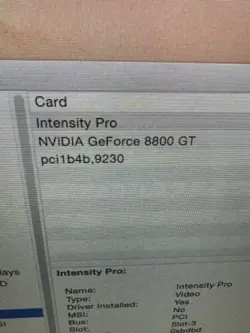 Card
Intensity Pro
NVIDIA GeForce 8800 GT
pci1b4b,9230
Intensity Pro:
Name: Intensity Pro
Type: Video
Driver Installed: Yes
MSI: No
Bus: PCI
Slot: Slot-3
0xbdbd